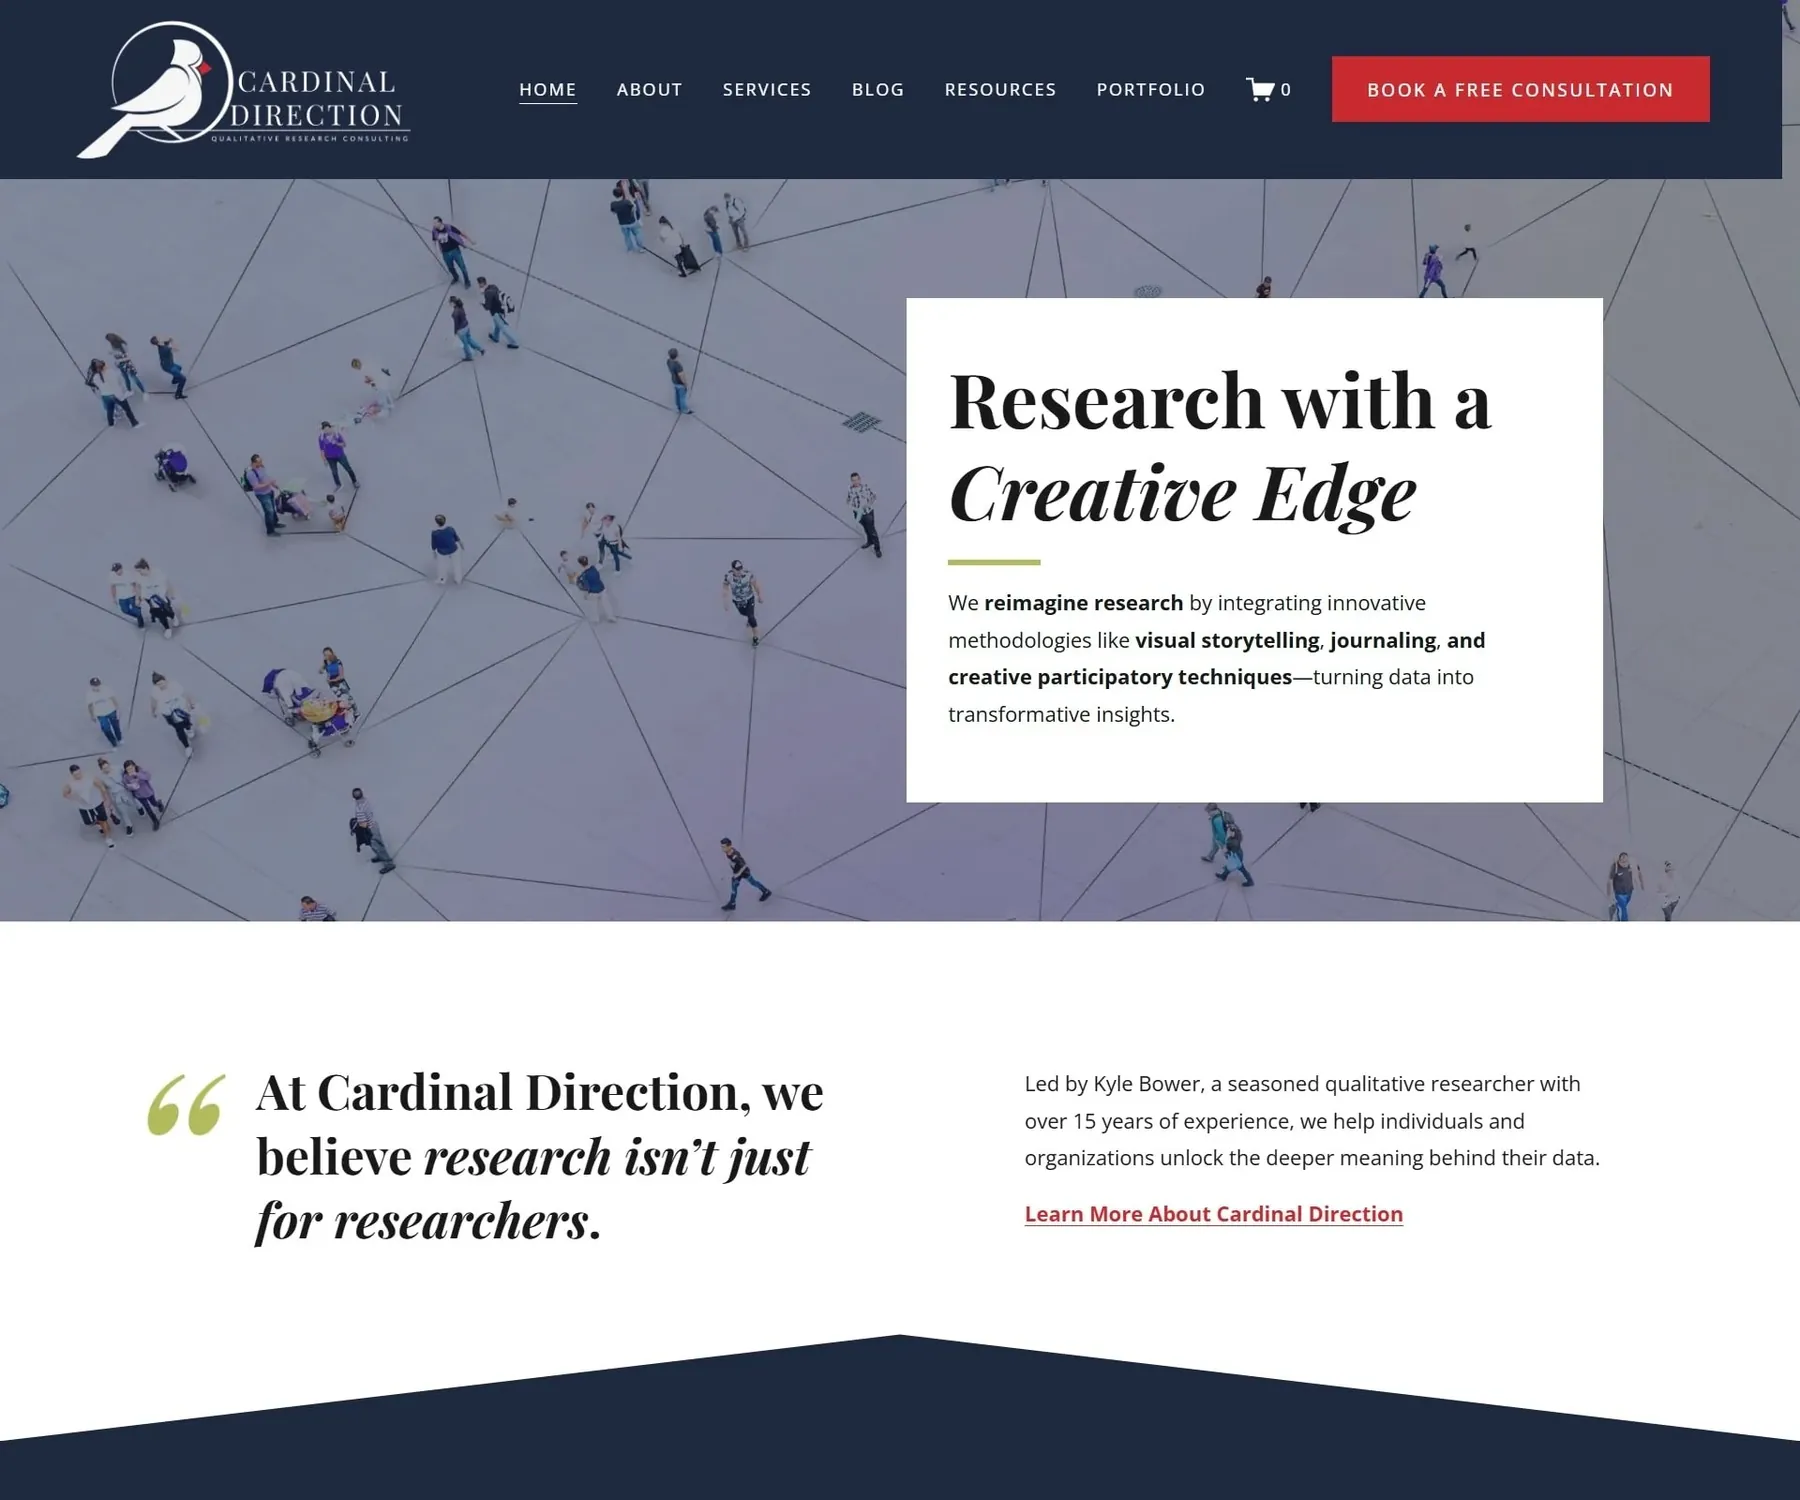 CARDINAL
DIRECTION
QUALITATIVE RESEARCH CONSULTING
HOME ABOUT SERVICES BLOG RESOURCES PORTFOLIO 0 BOOK A FREE CONSULTATION
Research with a
Creative Edge
We reimagine research by integrating innovative
methodologies like visual storytelling, journaling, and
creative participatory techniques—turning data into
transformative insights.
“
At Cardinal Direction, we
believe research isn’t just
for researchers.
Led by Kyle Bower, a seasoned qualitative researcher with
over 15 years of experience, we help individuals and
organizations unlock the deeper meaning behind their data.
Learn More About Cardinal Direction